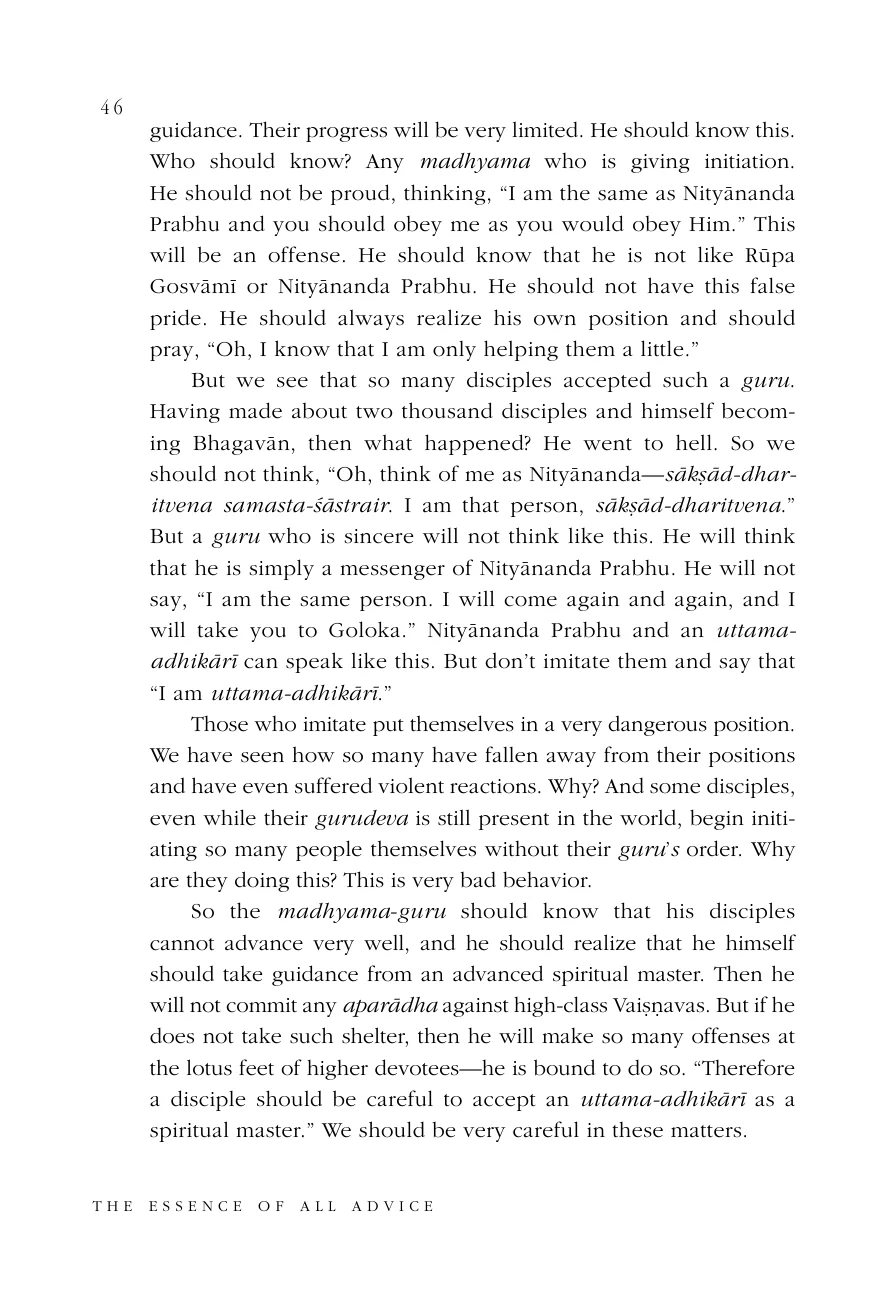 46
guidance. Their progress will be very limited. He should know this.
Who should know? Any madhyama who is giving initiation.
He should not be proud, thinking, “I am the same as Nityānanda
Prabhu and you should obey me as you would obey Him.” This
will be an offense. He should know that he is not like Rūpa
Gosvāmī or Nityānanda Prabhu. He should not have this false
pride. He should always realize his own position and should
pray, “Oh, I know that I am only helping them a little.”
But we see that so many disciples accepted such a guru.
Having made about two thousand disciples and himself becom-
ing Bhagavān, then what happened? He went to hell. So we
should not think, “Oh, think of me as Nityānanda—sākṣād-dhar-
itvena samasta-śāstrair. I am that person, sākṣād-dharitvena.”
But a guru who is sincere will not think like this. He will think
that he is simply a messenger of Nityānanda Prabhu. He will not
say, “I am the same person. I will come again and again, and I
will take you to Goloka.” Nityānanda Prabhu and an uttama-
adhikārī can speak like this. But don’t imitate them and say that
“I am uttama-adhikārī.”
Those who imitate put themselves in a very dangerous position.
We have seen how so many have fallen away from their positions
and have even suffered violent reactions. Why? And some disciples,
even while their gurudeva is still present in the world, begin initi-
ating so many people themselves without their guru’s order. Why
are they doing this? This is very bad behavior.
So the madhyama-guru should know that his disciples
cannot advance very well, and he should realize that he himself
should take guidance from an advanced spiritual master. Then he
will not commit any aparādha against high-class Vaiṣṇavas. But if he
does not take such shelter, then he will make so many offenses at
the lotus feet of higher devotees—he is bound to do so. “Therefore
a disciple should be careful to accept an uttama-adhikārī as a
spiritual master.” We should be very careful in these matters.
THE ESSENCE OF ALL ADVICE